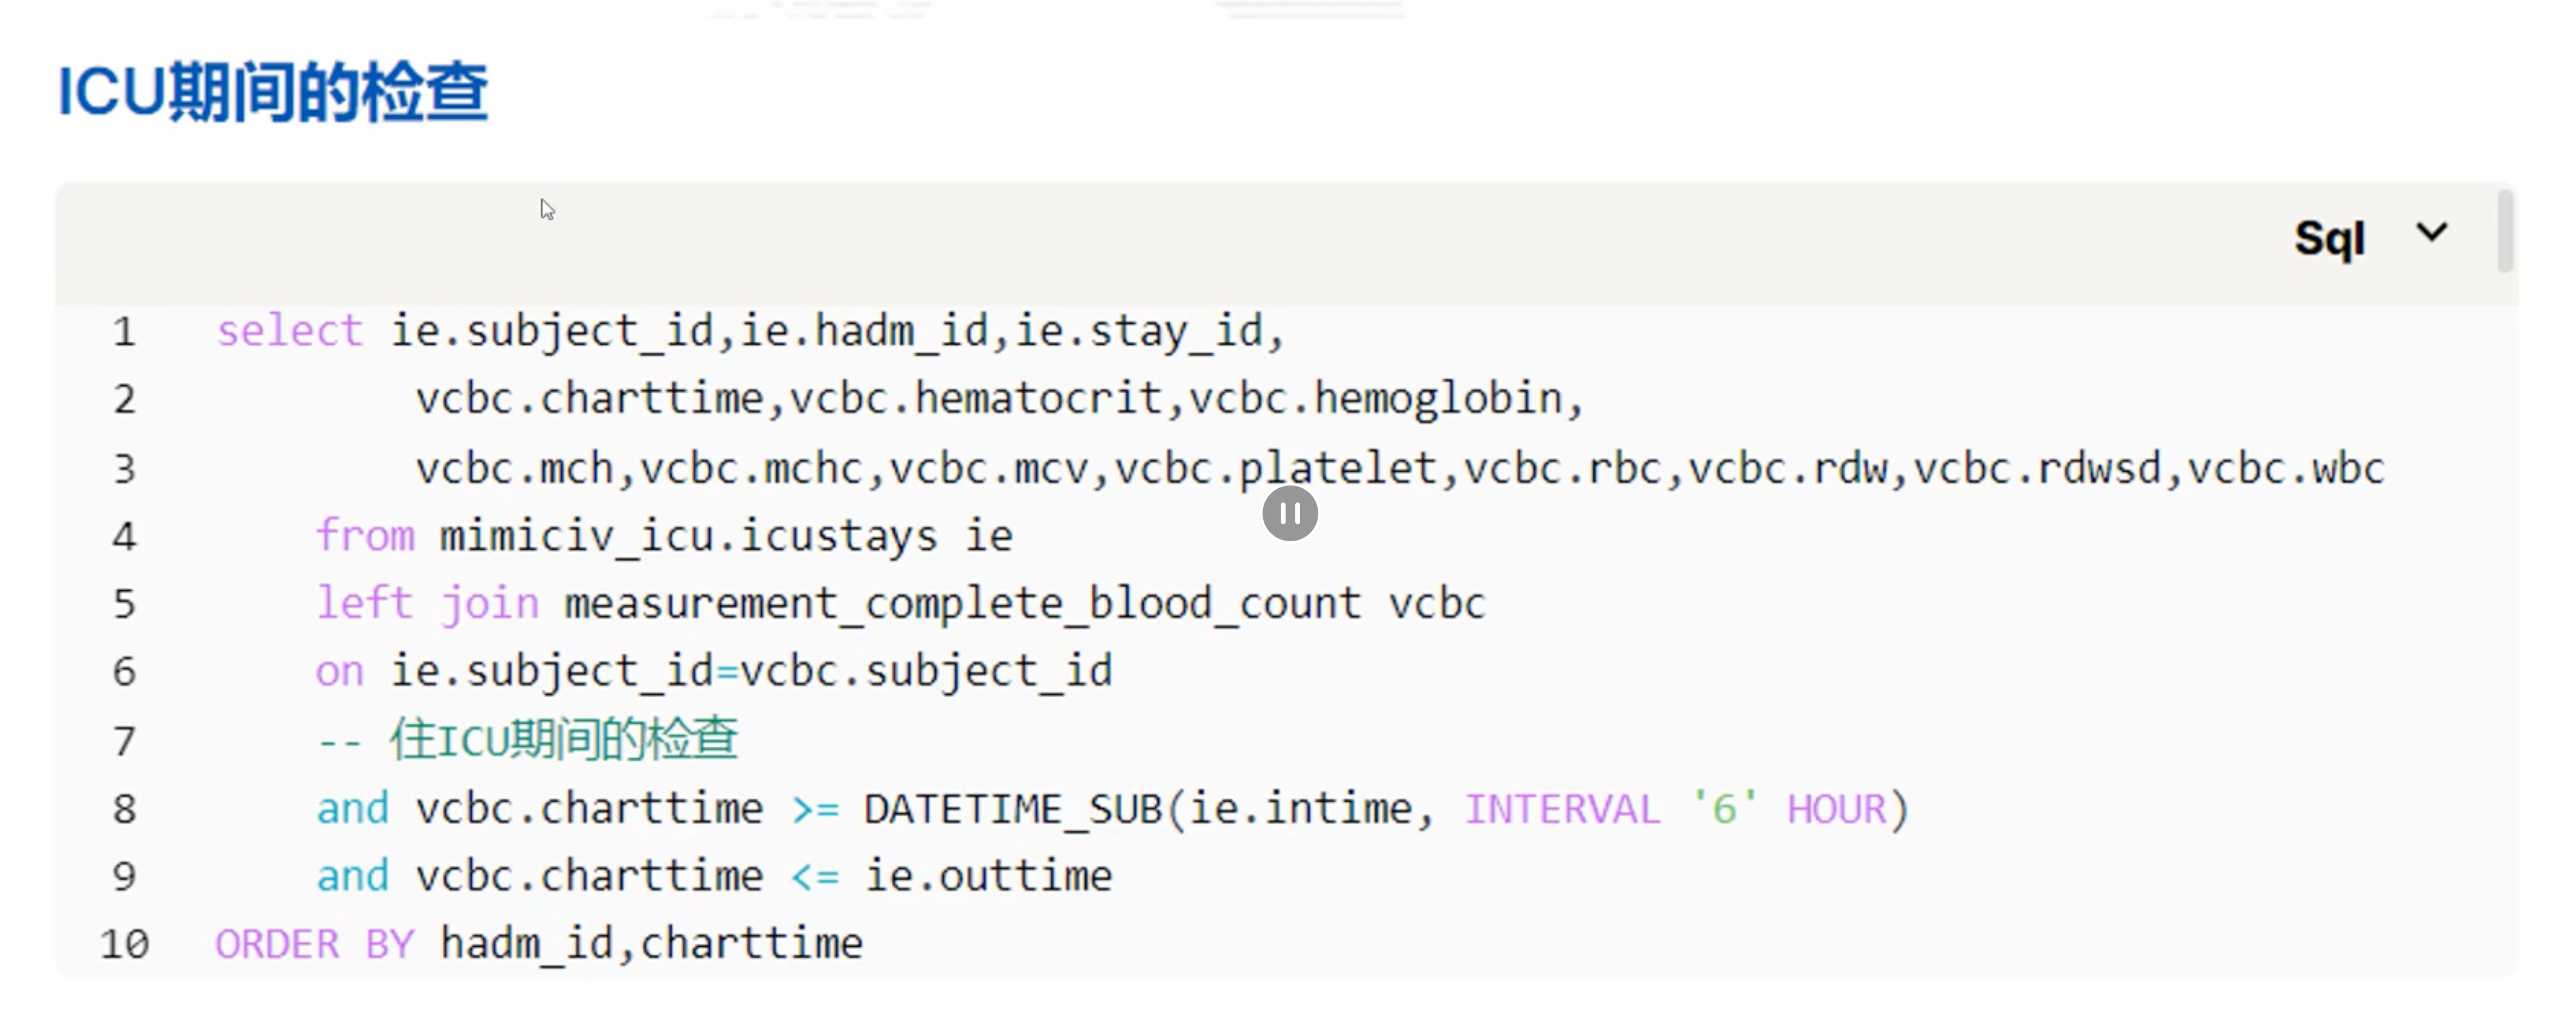 ICU期间的检查
Sql
1 select ie.subject_id,ie.hadm_id,ie.stay_id,
2 vcbc.charttime,vcbc.hematocrit,vcbc.hemoglobin,
3 vcbc.mch,vcbc.mchc,vcbc.mcv,vcbc.platelet,vcbc.rbc,vcbc.rdw,vcbc.rdwsd,vcbc.wbc
4 from mimiciv_icu.icustays ie
5 left join measurement_complete_blood_count vcbc
6 on ie.subject_id=vcbc.subject_id
7 -- 住ICU期间的检查
8 and vcbc.charttime >= DATETIME_SUB(ie.intime, INTERVAL '6' HOUR)
9 and vcbc.charttime <= ie.outtime
10 ORDER BY hadm_id,charttime